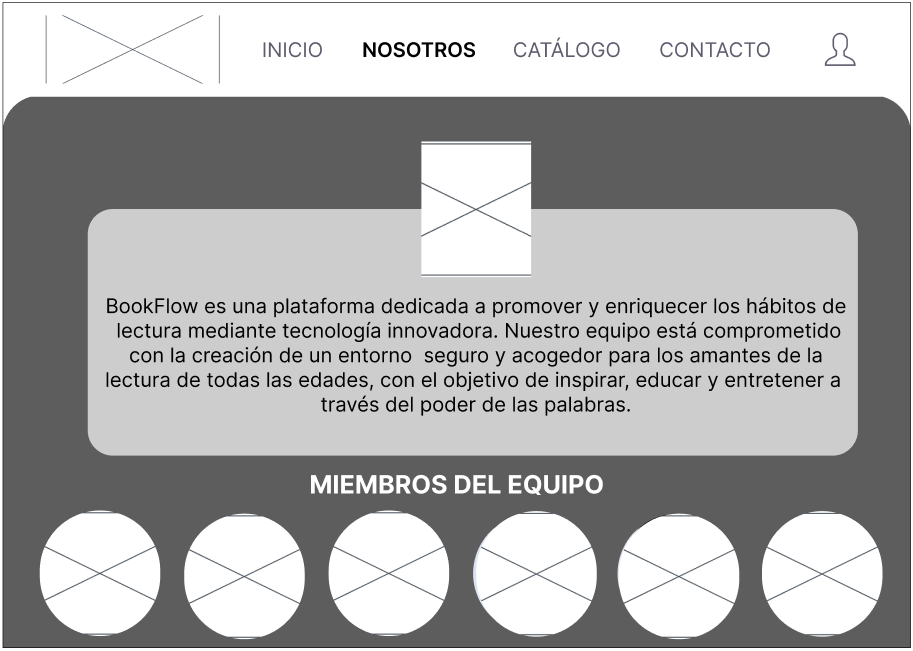 INICIO NOSOTROS CATÁLOGO CONTACTO
BookFlow es una plataforma dedicada a promover y enriquecer los hábitos de
lectura mediante tecnología innovadora. Nuestro equipo está comprometido
con la creación de un entorno  seguro y acogedor para los amantes de la
lectura de todas las edades, con el objetivo de inspirar, educar y entretener a
través del poder de las palabras.
MIEMBROS DEL EQUIPO